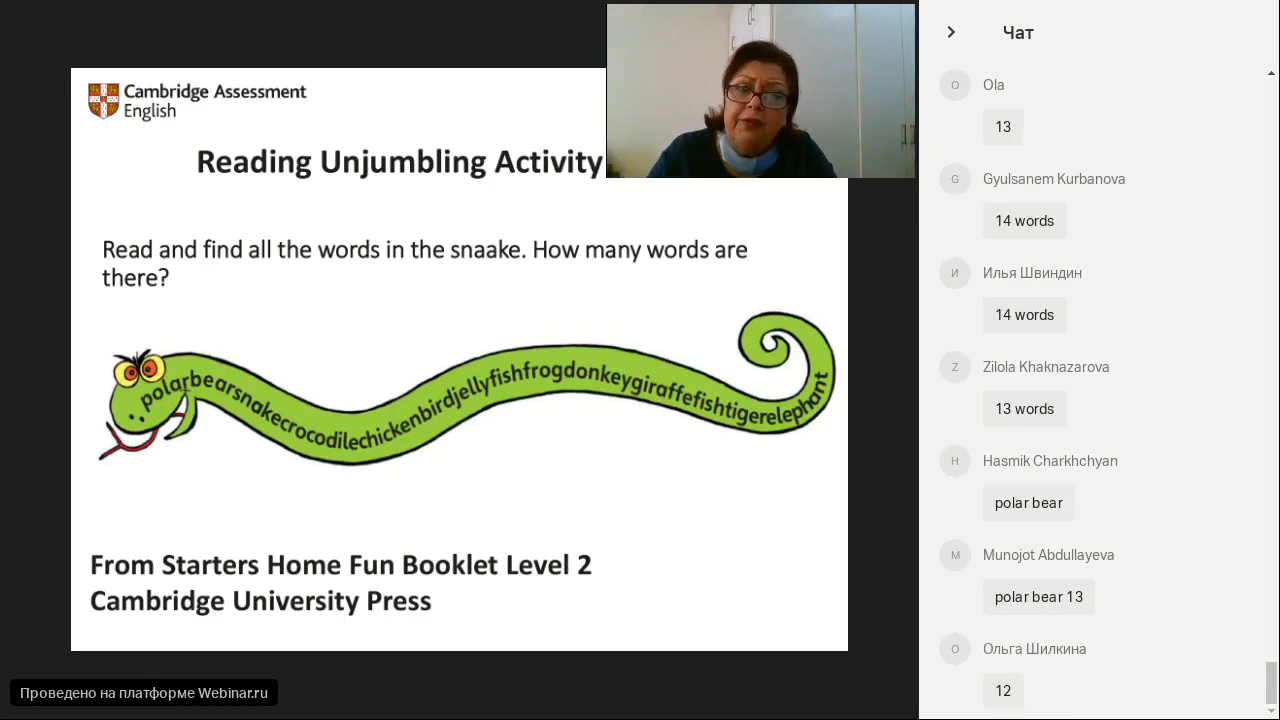 Cambridge Assessment
English
Reading Unjumbling Activity
Read and find all the words in the snaake. How many words are
there?
polarbearsnakecrocodilechickenbirdjellyfishfrogdonkeygiraffefishtigerelephant
From Starters Home Fun Booklet Level 2
Cambridge University Press
Проведено на платформе Webinar.ru
Чат
O
Ola
13
G
Gyulsanem Kurbanova
14 words
И
Илья Швиндин
14 words
Z
Zilola Khaknazarova
13 words
H
Hasmik Charkhchyan
polar bear
M
Munojot Abdullayeva
polar bear 13
О
Ольга Шилкина
12